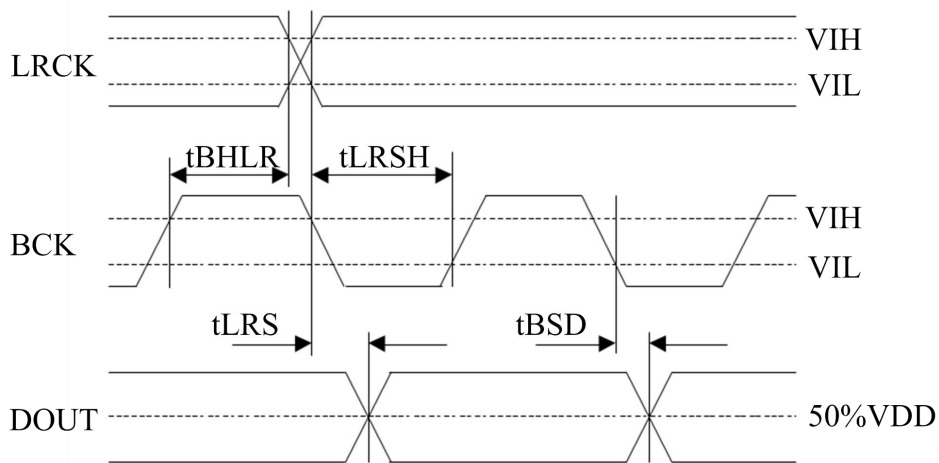 LRCK
VIH
VIL
tBHLR
tLRSH
BCK
VIH
VIL
tLRS
tBSD
DOUT
50%VDD